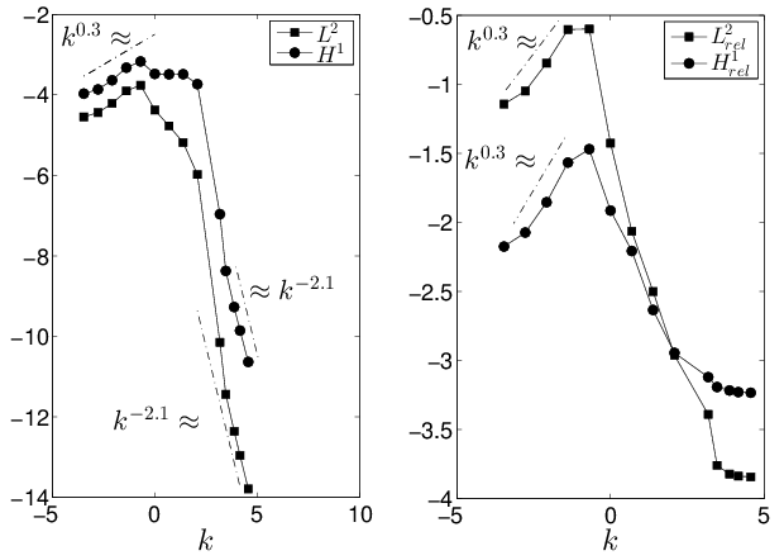 -2
-4
-6
-8
-10
-12
-14
-5
0
5
10
k
k^{0.3} ≈
L^2
H^1
≈ k^{-2.1}
k^{-2.1} ≈
-0.5
-1
-1.5
-2
-2.5
-3
-3.5
-4
-5
0
5
k
k^{0.3} ≈
k^{0.3} ≈
L^2_{rel}
H^1_{rel}